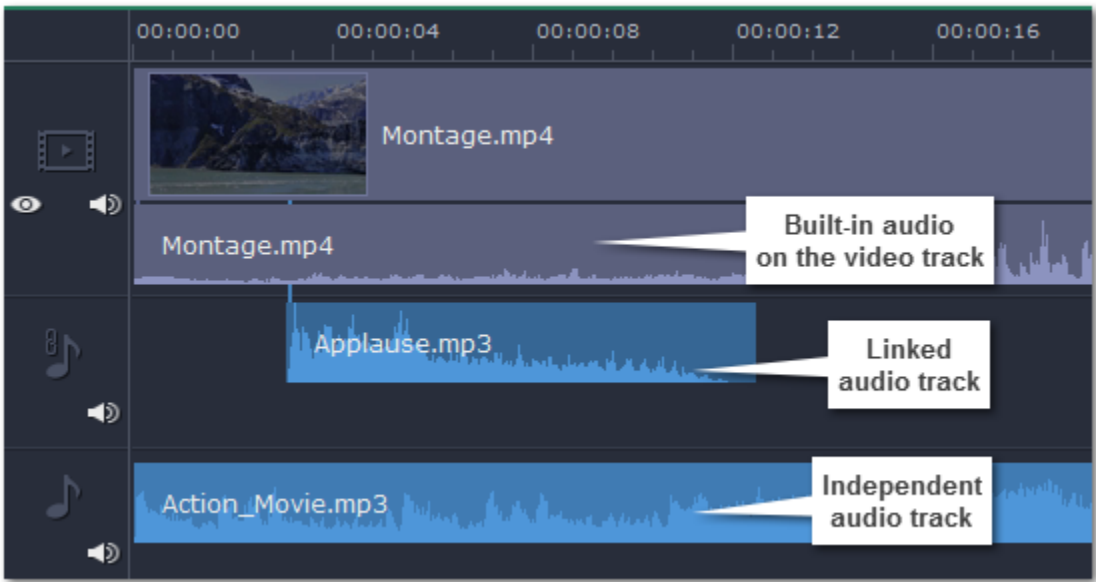 00:00:00 00:00:04 00:00:08 00:00:12 00:00:16
Montage.mp4
Montage.mp4
Built-in audio
on the video track
Applause.mp3
Linked
audio track
Action_Movie.mp3
Independent
audio track